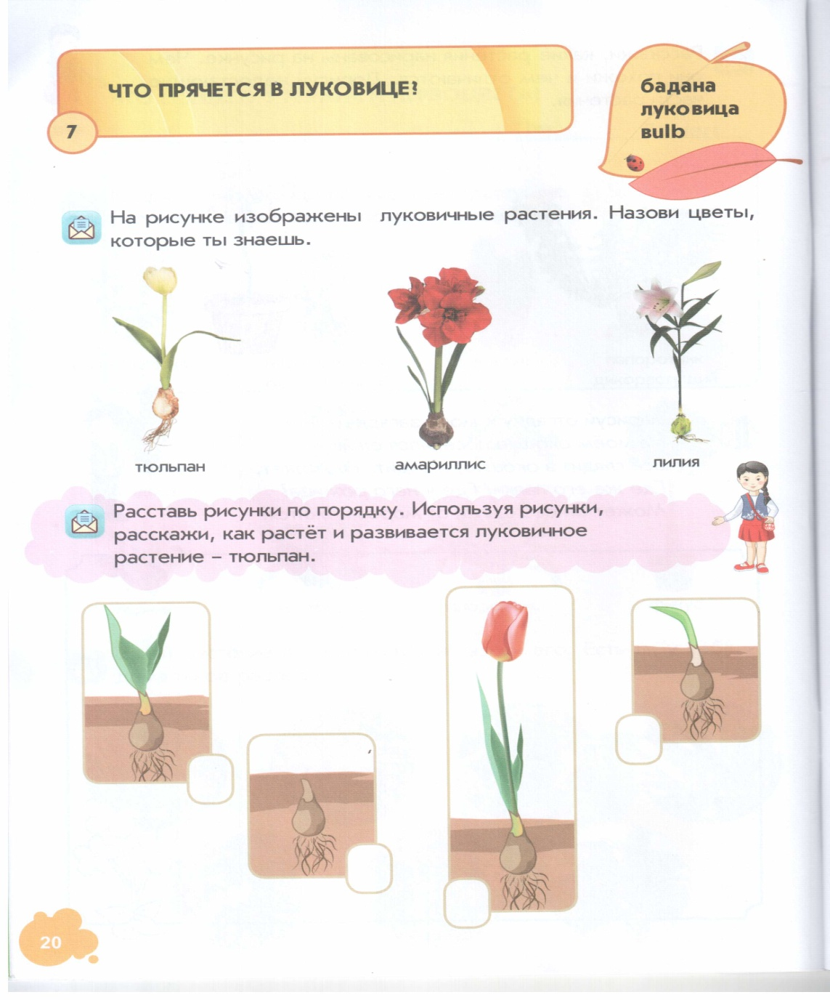 ЧТО ПРЯЧЕТСЯ В ЛУКОВИЦЕ?
7
бадана
луковица
вulb
На рисунке изображены луковичные растения. Назови цветы,
которые ты знаешь.
тюльпан
амариллис
лилия
Расставь рисунки по порядку. Используя рисунки,
расскажи, как растёт и развивается луковичное
растение – тюльпан.
20